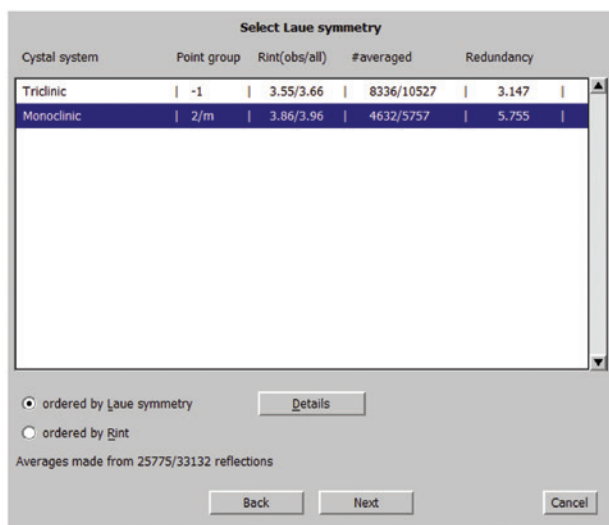 Select Laue symmetry
Cystal system Point group Rint(obs/all) #averaged Redundancy
Triclinic | -1 | 3.55/3.66 | 8336/10527 | 3.147 |
Monoclinic | 2/m | 3.86/3.96 | 4632/5757 | 5.755 |
ordered by Laue symmetry Details
ordered by Rint
Averages made from 25775/33132 reflections
Back Next Cancel